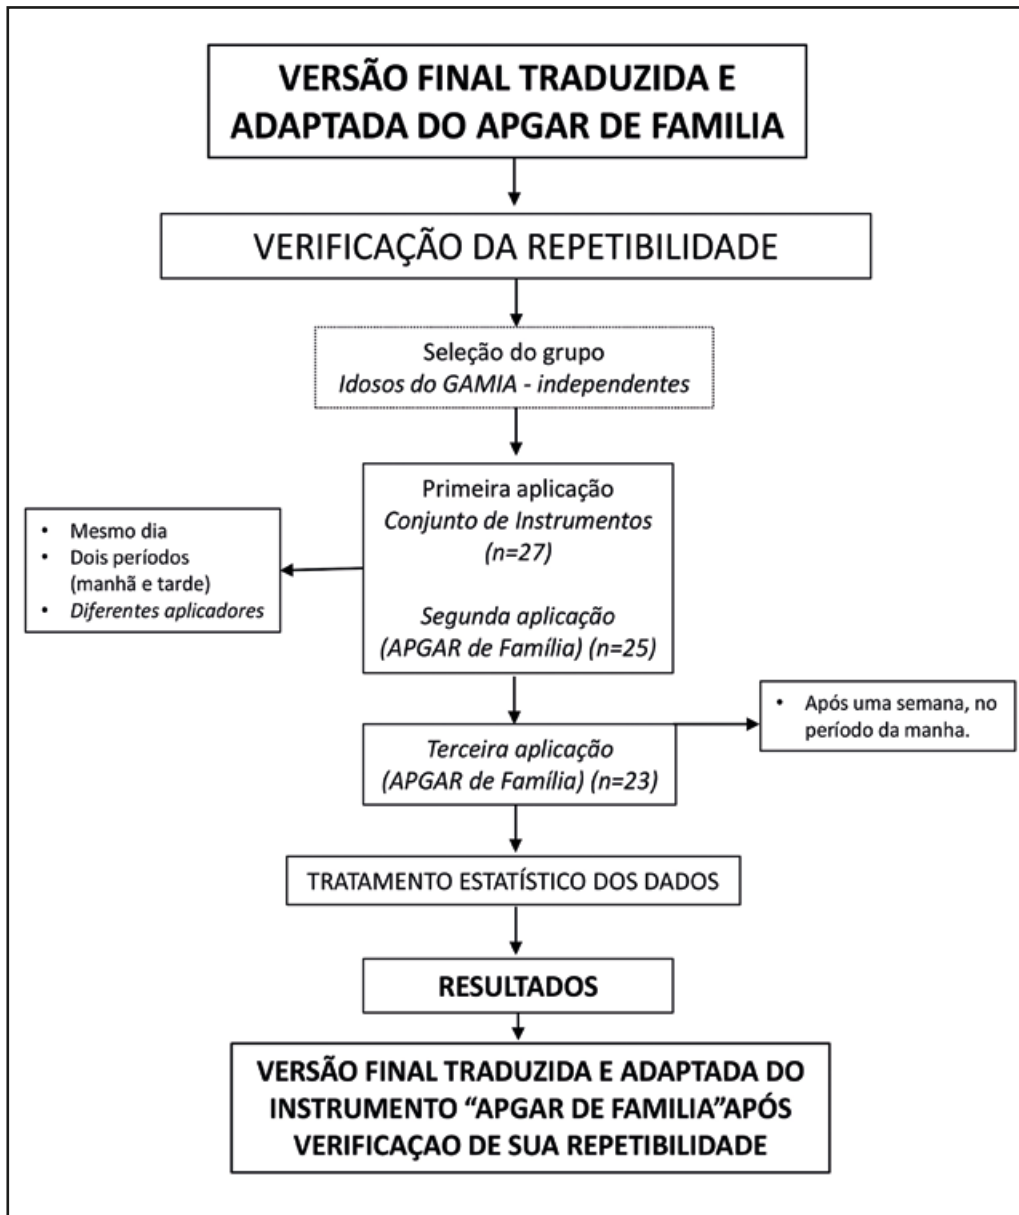 VERSÃO FINAL TRADUZIDA E
ADAPTADA DO APGAR DE FAMILIA
VERIFICAÇÃO DA REPETIBILIDADE
Seleção do grupo
Idosos do GAMIA - independentes
Primeira aplicação
Conjunto de Instrumentos
(n=27)
Segunda aplicação
(APGAR de Família) (n=25)
• Mesmo dia
• Dois períodos
(manhã e tarde)
• Diferentes aplicadores
Terceira aplicação
(APGAR de Família) (n=23)
• Após uma semana, no
período da manha.
TRATAMENTO ESTATÍSTICO DOS DADOS
RESULTADOS
VERSÃO FINAL TRADUZIDA E ADAPTADA DO
INSTRUMENTO “APGAR DE FAMILIA”APÓS
VERIFICAÇAO DE SUA REPETIBILIDADE